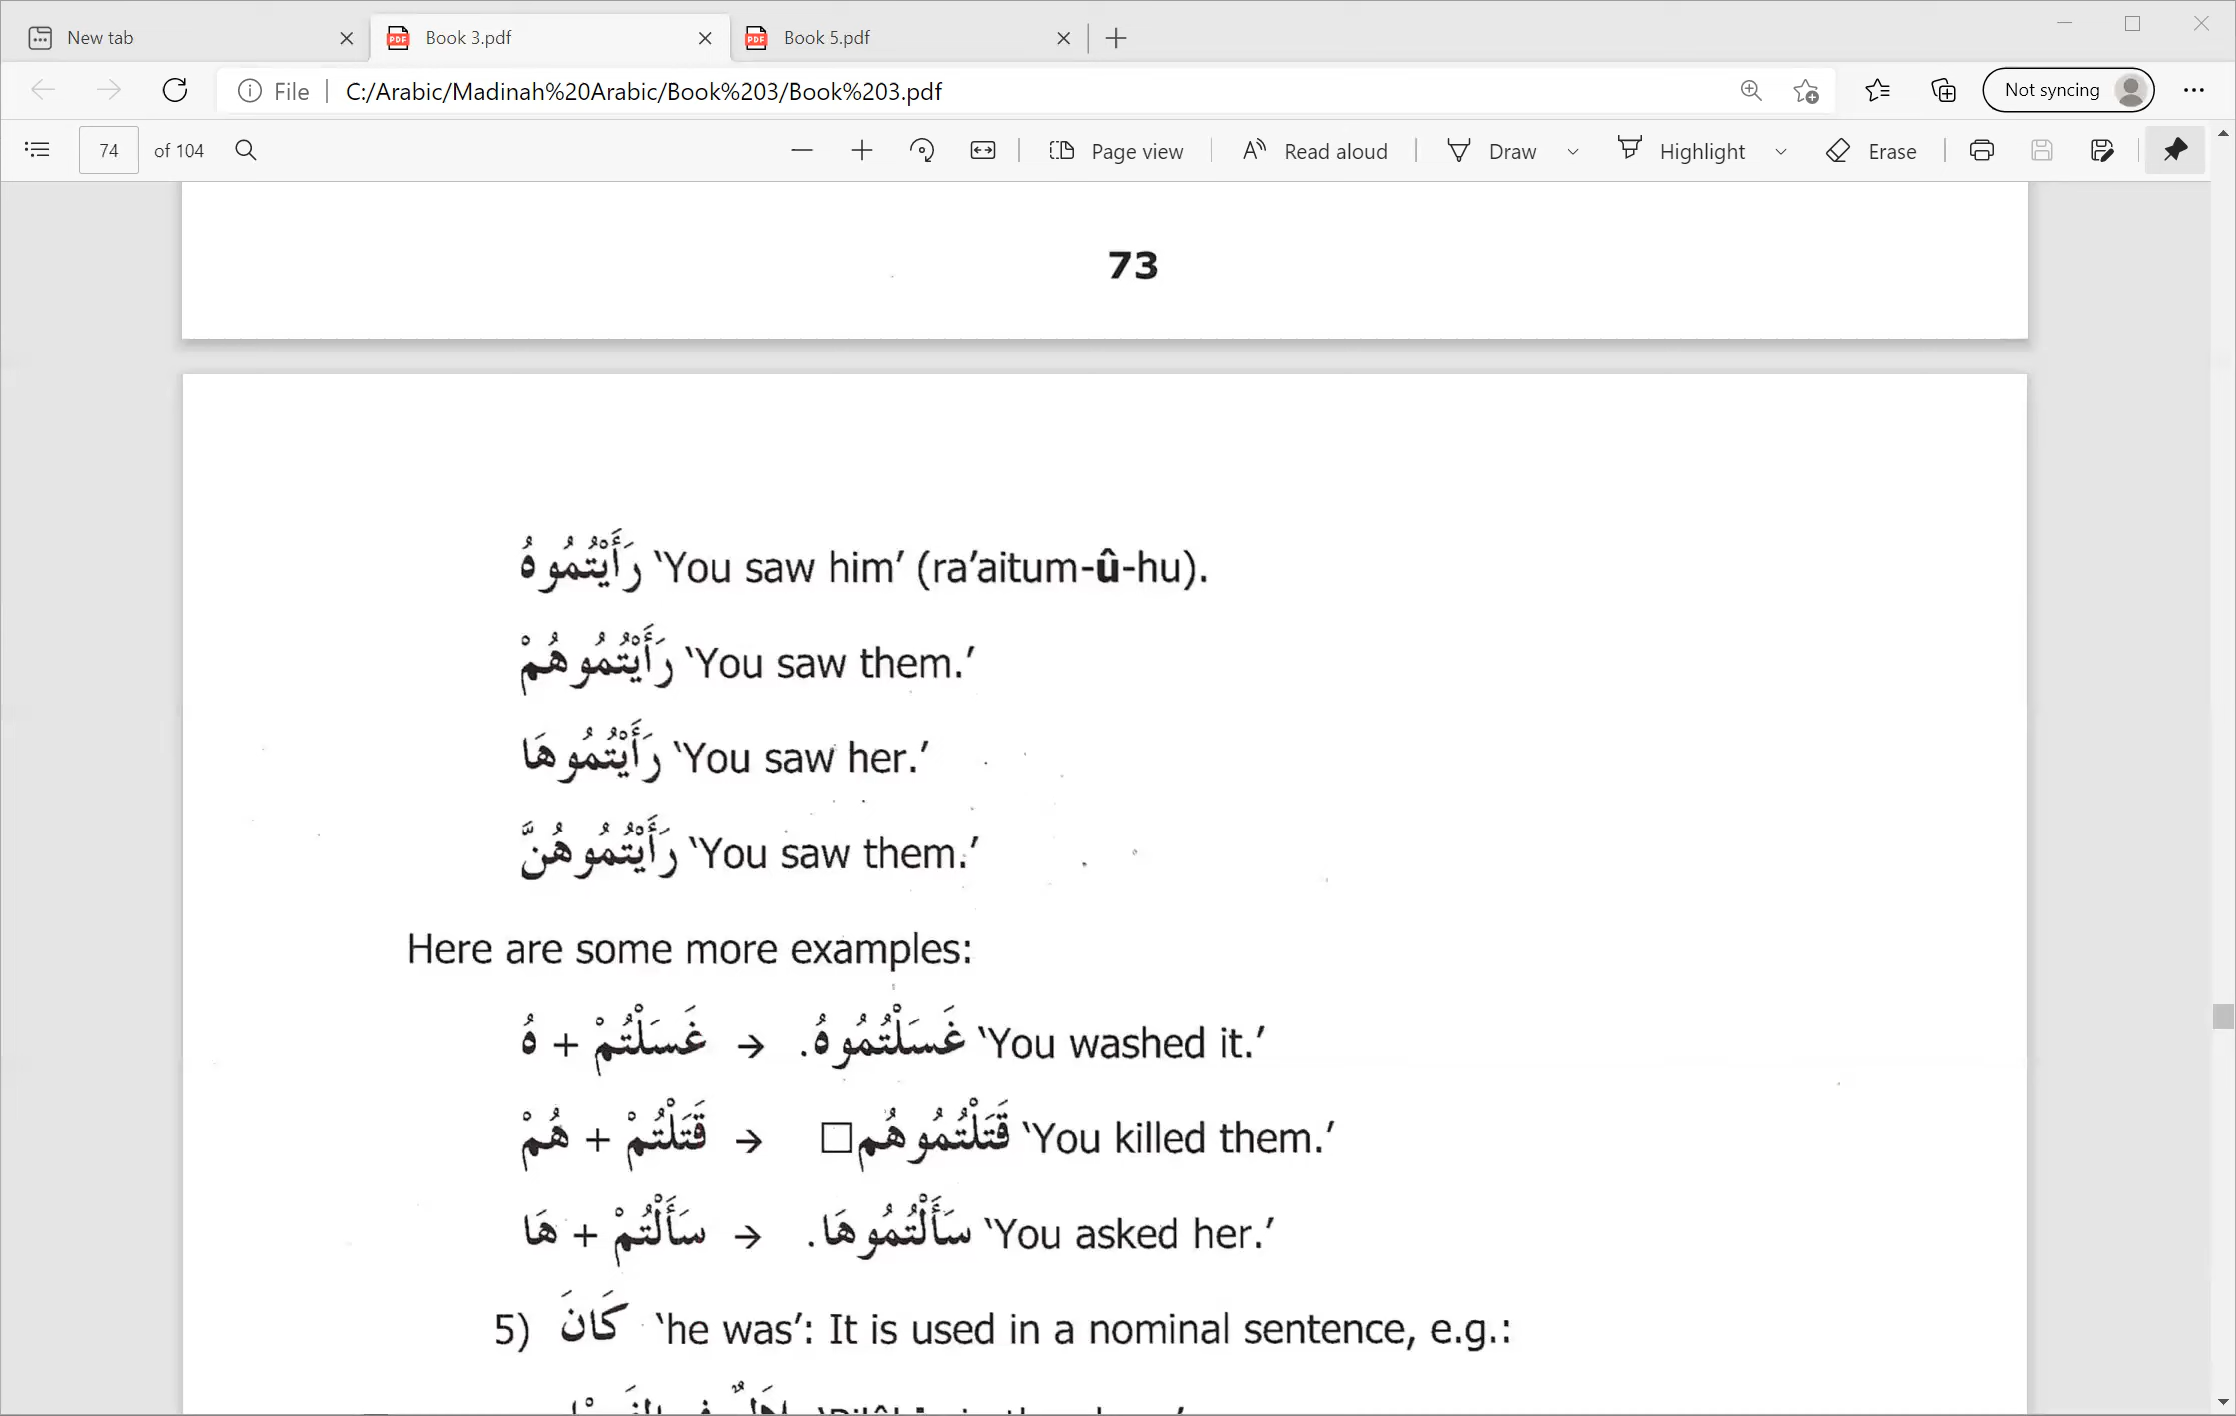 New tab
Book 3.pdf
Book 5.pdf
File
C:/Arabic/Madinah%20Arabic/Book%203/Book%203.pdf
Not syncing
74 of 104
Page view
Read aloud
Draw
Highlight
Erase
73
رَأَيْتُمُوهُ ‘You saw him’ (ra’aitum-û-hu).
رَأَيْتُمُوهُمْ ‘You saw them.’
رَأَيْتُمُوهَا ‘You saw her.’
رَأَيْتُمُوهُنَّ ‘You saw them.’
Here are some more examples:
غَسَلْتُمْ + هُ → غَسَلْتُمُوهُ. ‘You washed it.’
قَتَلْتُمْ + هُمْ → قَتَلْتُمُوهُم□ ‘You killed them.’
سَأَلْتُمْ + هَا → سَأَلْتُمُوهَا. ‘You asked her.’
5) كَانَ ‘he was’: It is used in a nominal sentence, e.g.: